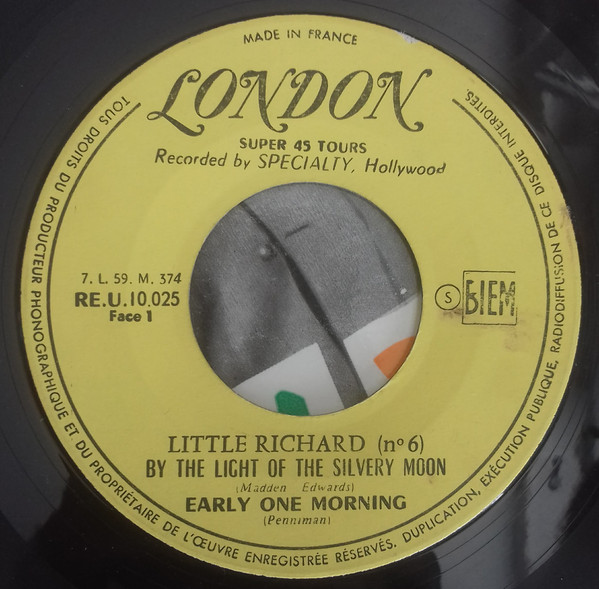 MADE IN FRANCE
LONDON
SUPER 45 TOURS
Recorded by SPECIALTY, Hollywood
7. L. 59. M. 374
RE.U.10,025
Face 1
S
BIEM
LITTLE RICHARD (nº 6)
BY THE LIGHT OF THE SILVERY MOON
(Madden Edwards)
EARLY ONE MORNING
(Penniman)
TOUS DROITS DU PRODUCTEUR PHONOGRAPHIQUE ET DU PROPRIÉTAIRE DE L'ŒUVRE ENREGISTRÉE RÉSERVÉS. DUPLICATION, EXÉCUTION PUBLIQUE, RADIODIFFUSION DE CE DISQUE INTERDITES.